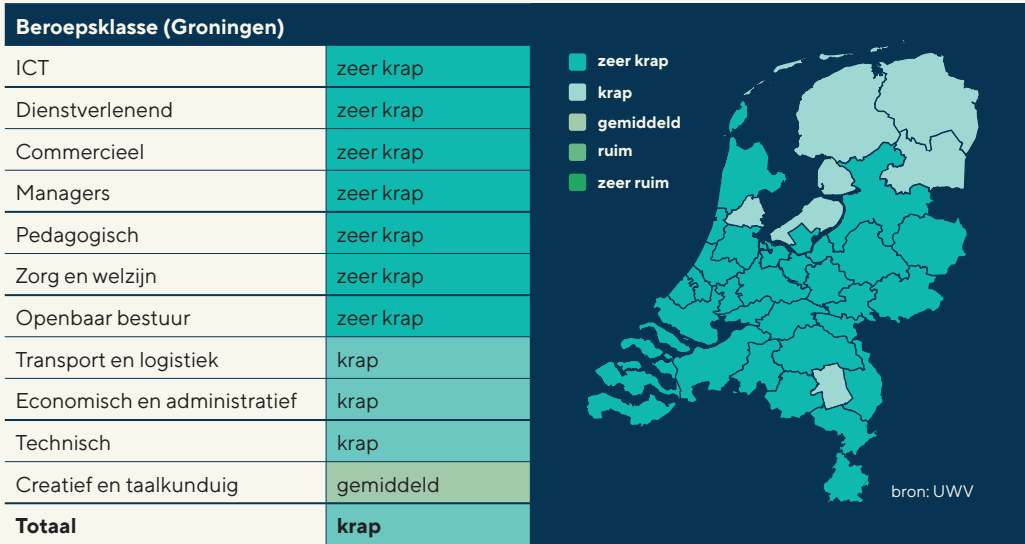 Beroepsklasse (Groningen)
ICT zeer krap
Dienstverlenend zeer krap
Commercieel zeer krap
Managers zeer krap
Pedagogisch zeer krap
Zorg en welzijn zeer krap
Openbaar bestuur zeer krap
Transport en logistiek krap
Economisch en administratief krap
Technisch krap
Creatief en taalkunduig gemiddeld
Totaal krap
zeer krap
krap
gemiddeld
ruim
zeer ruim
bron: UWV